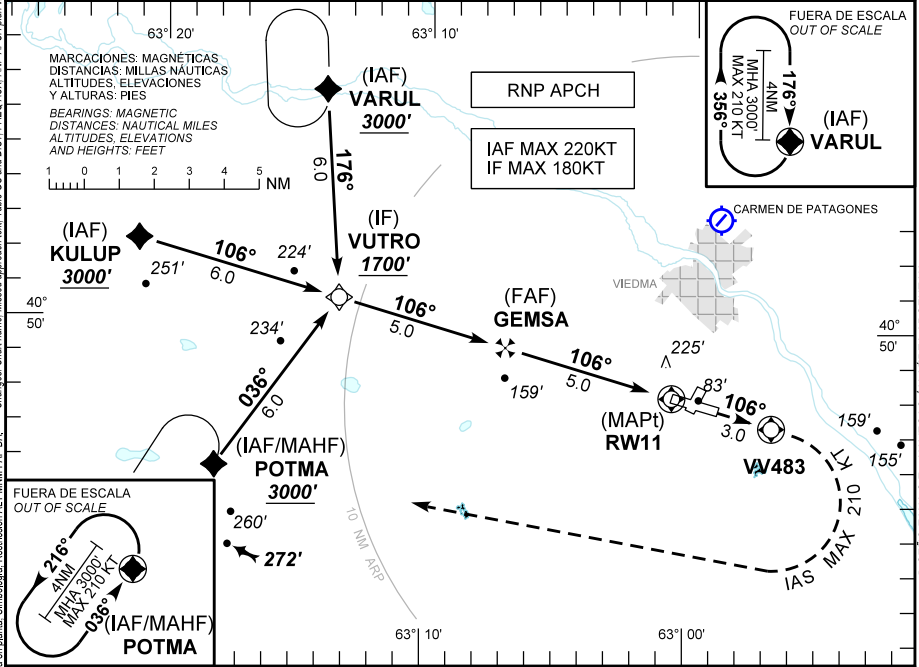 63° 20'
63° 10'
MARCACIONES: MAGNÉTICAS
DISTANCIAS: MILLAS NÁUTICAS
ALTITUDES, ELEVACIONES
Y ALTURAS: PIES
BEARINGS: MAGNETIC
DISTANCES: NAUTICAL MILES
ALTITUDES, ELEVATIONS
AND HEIGHTS: FEET
1 0 1 2 3 4 5 NM
(IAF)
VARUL
3000'
RNP APCH
IAF MAX 220KT
IF MAX 180KT
FUERA DE ESCALA
OUT OF SCALE
176°
4NM
MHA 3000'
MAX 210 KT
356°
(IAF)
VARUL
176°
6.0
CARMEN DE PATAGONES
VIEDMA
(IAF)
KULUP
3000'
106°
6.0
251'
224'
(IF)
VUTRO
1700'
106°
5.0
(FAF)
GEMSA
40°
50'
40°
50'
234'
036°
6.0
159'
106°
5.0
225'
83'
(MAPt)
RW11
106°
3.0
VV483
159'
155'
(IAF/MAHF)
POTMA
3000'
260'
272'
10 NM ARP
IAS MAX 210 KT
FUERA DE ESCALA
OUT OF SCALE
216°
4NM
MHA 3000'
MAX 210 KT
036°
(IAF/MAHF)
POTMA
63° 10'
63° 00'